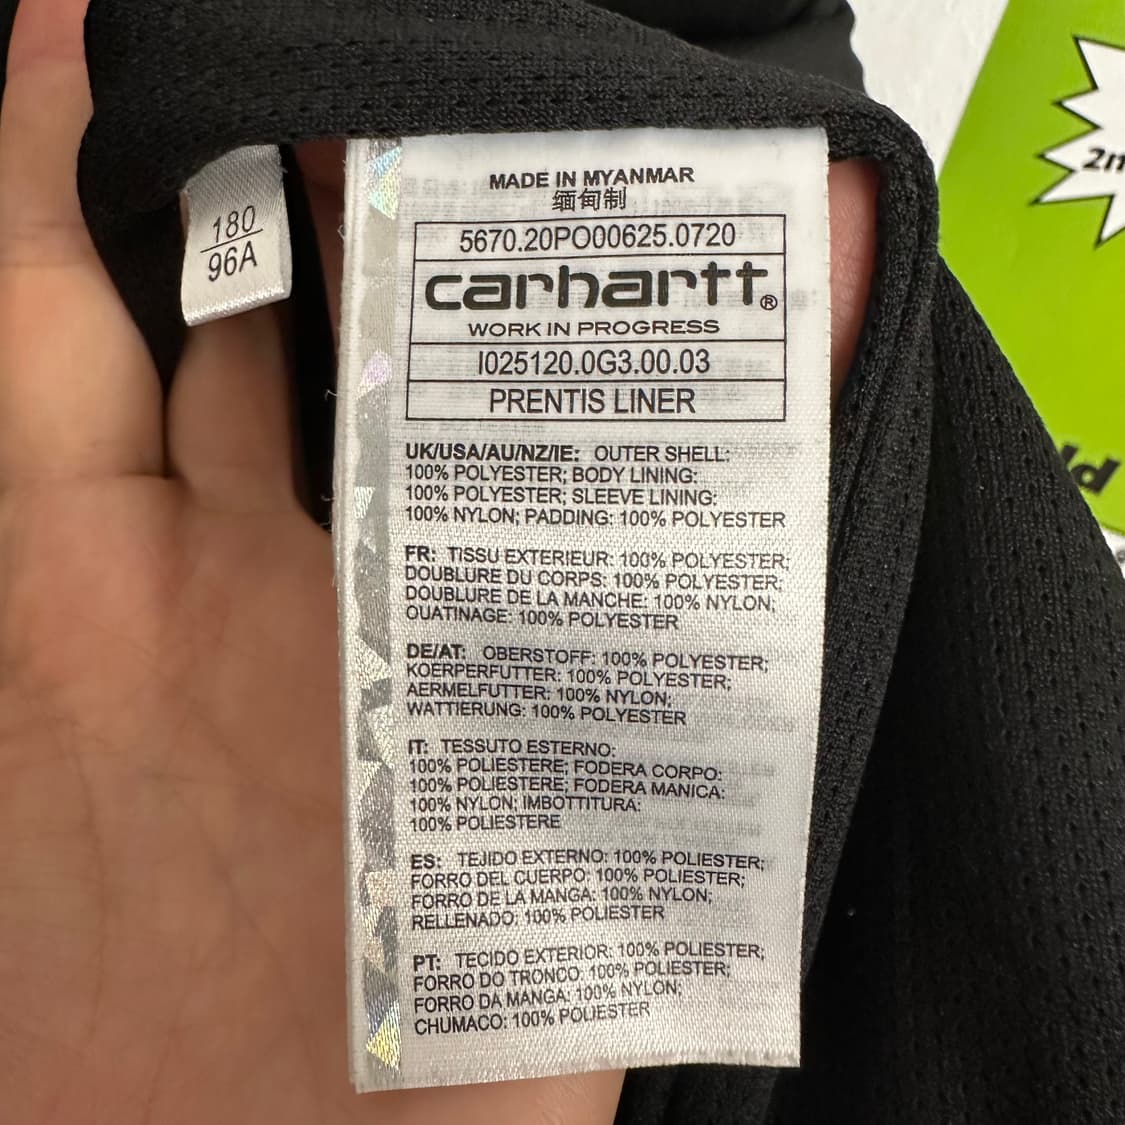 180
96A
MADE IN MYANMAR
缅甸制
5670.20PO00625.0720
carhartt®
WORK IN PROGRESS
I025120.0G3.00.03
PRENTIS LINER
UK/USA/AU/NZ/IE: OUTER SHELL:
100% POLYESTER; BODY LINING:
100% POLYESTER; SLEEVE LINING:
100% NYLON; PADDING: 100% POLYESTER
FR: TISSU EXTERIEUR: 100% POLYESTER;
DOUBLURE DU CORPS: 100% POLYESTER;
DOUBLURE DE LA MANCHE: 100% NYLON;
OUATINAGE: 100% POLYESTER
DE/AT: OBERSTOFF: 100% POLYESTER;
KOERPERFUTTER: 100% POLYESTER;
AERMELFUTTER: 100% NYLON;
WATTIERUNG: 100% POLYESTER
IT: TESSUTO ESTERNO:
100% POLIESTERE; FODERA CORPO:
100% POLIESTERE; FODERA MANICA:
100% NYLON; IMBOTTITURA:
100% POLIESTERE
ES: TEJIDO EXTERNO: 100% POLIESTER;
FORRO DEL CUERPO: 100% POLIESTER;
FORRO DE LA MANGA: 100% NYLON;
RELLENADO: 100% POLIESTER
PT: TECIDO EXTERIOR: 100% POLIESTER;
FORRO DO TRONCO: 100% POLIESTER;
FORRO DA MANGA: 100% NYLON;
CHUMACO: 100% POLIESTER